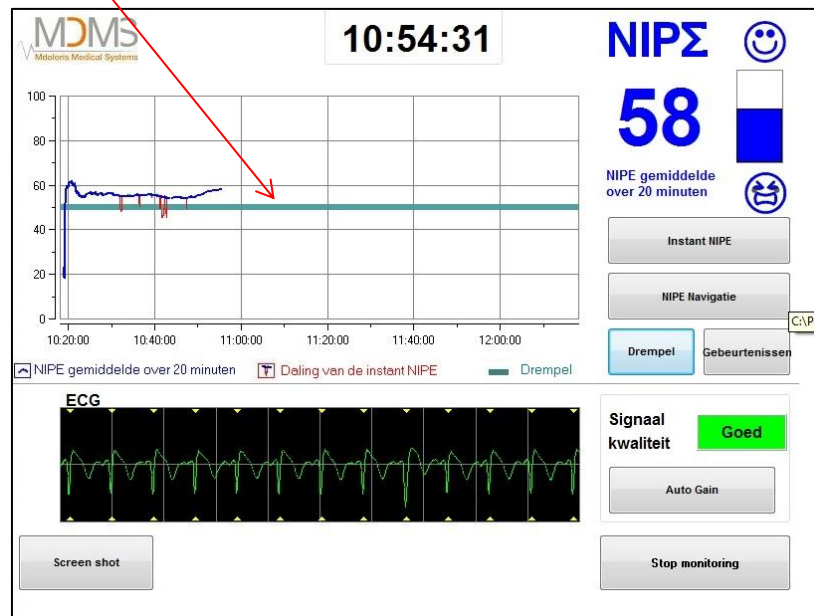 MDMS
Mdoloris Medical Systems
10:54:31
NIPΣ
100
80
60
40
20
0
10:20:00 10:40:00 11:00:00 11:20:00 11:40:00 12:00:00
NIPE gemiddelde over 20 minuten Daling van de instant NIPE Drempel
58
NIPE gemiddelde
over 20 minuten
Instant NIPE
NIPE Navigatie
C:\P
Drempel Gebeurtenissen
ECG
Signaal
kwaliteit
Goed
Auto Gain
Screen shot
Stop monitoring